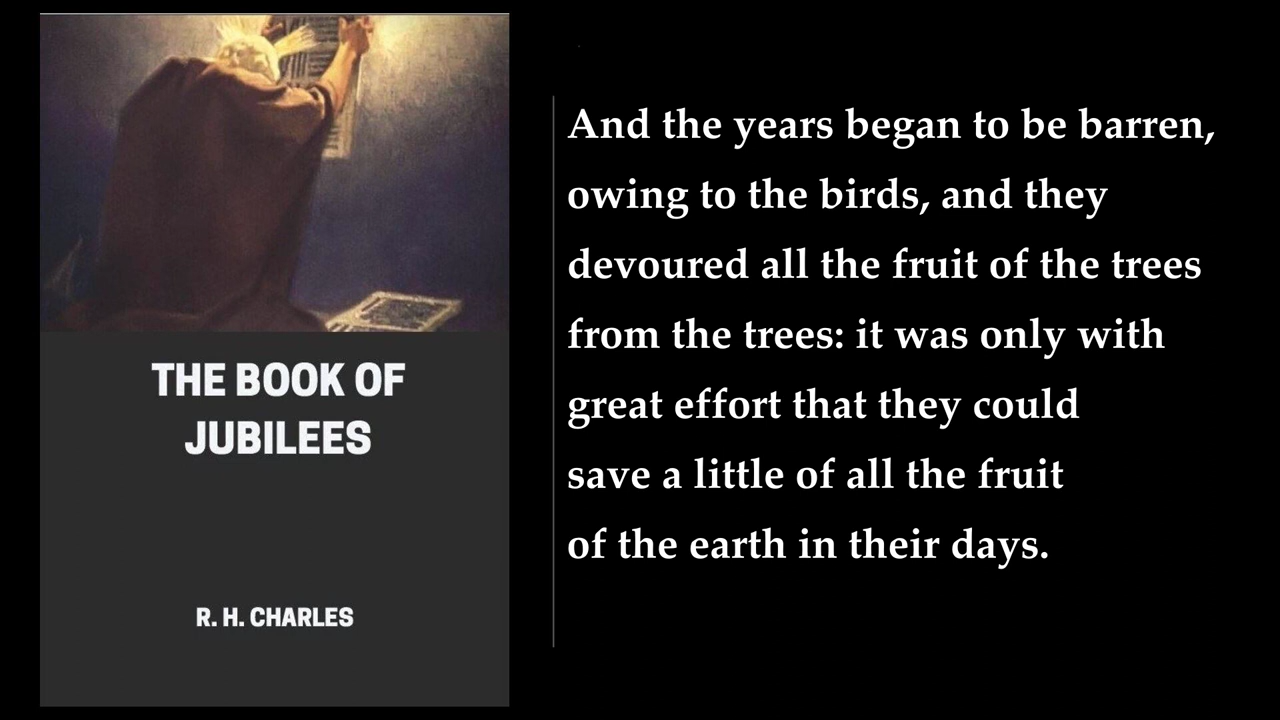 THE BOOK OF
JUBILEES
R. H. CHARLES
And the years began to be barren,
owing to the birds, and they
devoured all the fruit of the trees
from the trees: it was only with
great effort that they could
save a little of all the fruit
of the earth in their days.